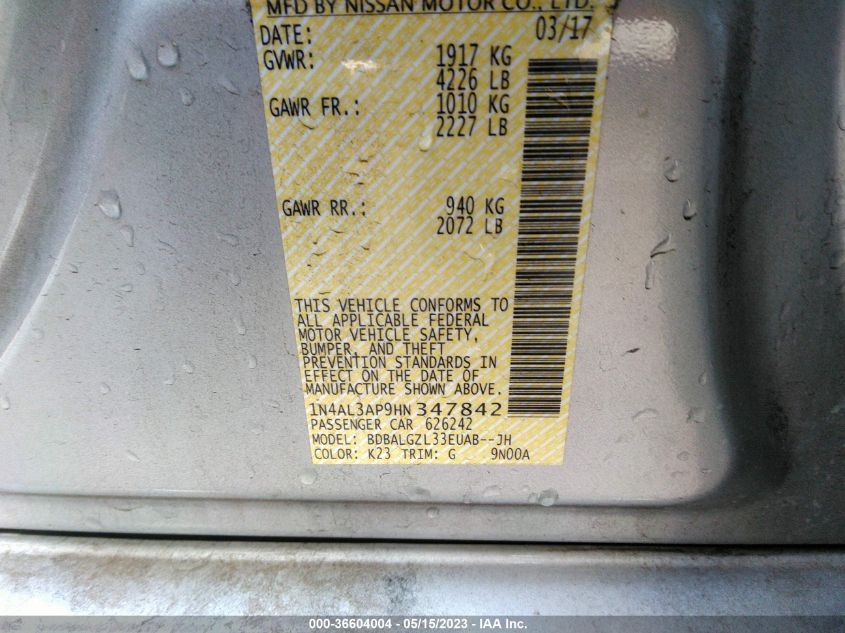 MFD BY NISSAN MOTOR CO., LTD.
DATE: 03/17
GVWR: 1917 KG
4226 LB
GAWR FR.: 1010 KG
2227 LB
GAWR RR.: 940 KG
2072 LB
THIS VEHICLE CONFORMS TO
ALL APPLICABLE FEDERAL
MOTOR VEHICLE SAFETY,
BUMPER, AND THEFT
PREVENTION STANDARDS IN
EFFECT ON THE DATE OF
MANUFACTURE SHOWN ABOVE.
1N4AL3AP9HN347842
PASSENGER CAR 626242
MODEL: BDBALGZL33EUAB--JH
COLOR: K23 TRIM: G 9N00A
000-36604004 — 05/15/2023 — IAA Inc.